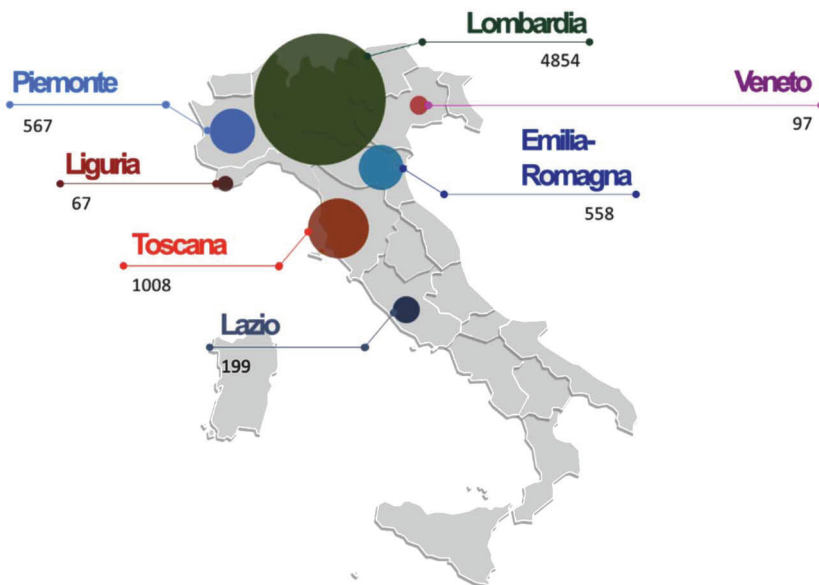 Lombardia
4854
Piemonte
567
Veneto
97
Emilia-
Romagna
558
Liguria
67
Toscana
1008
Lazio
199